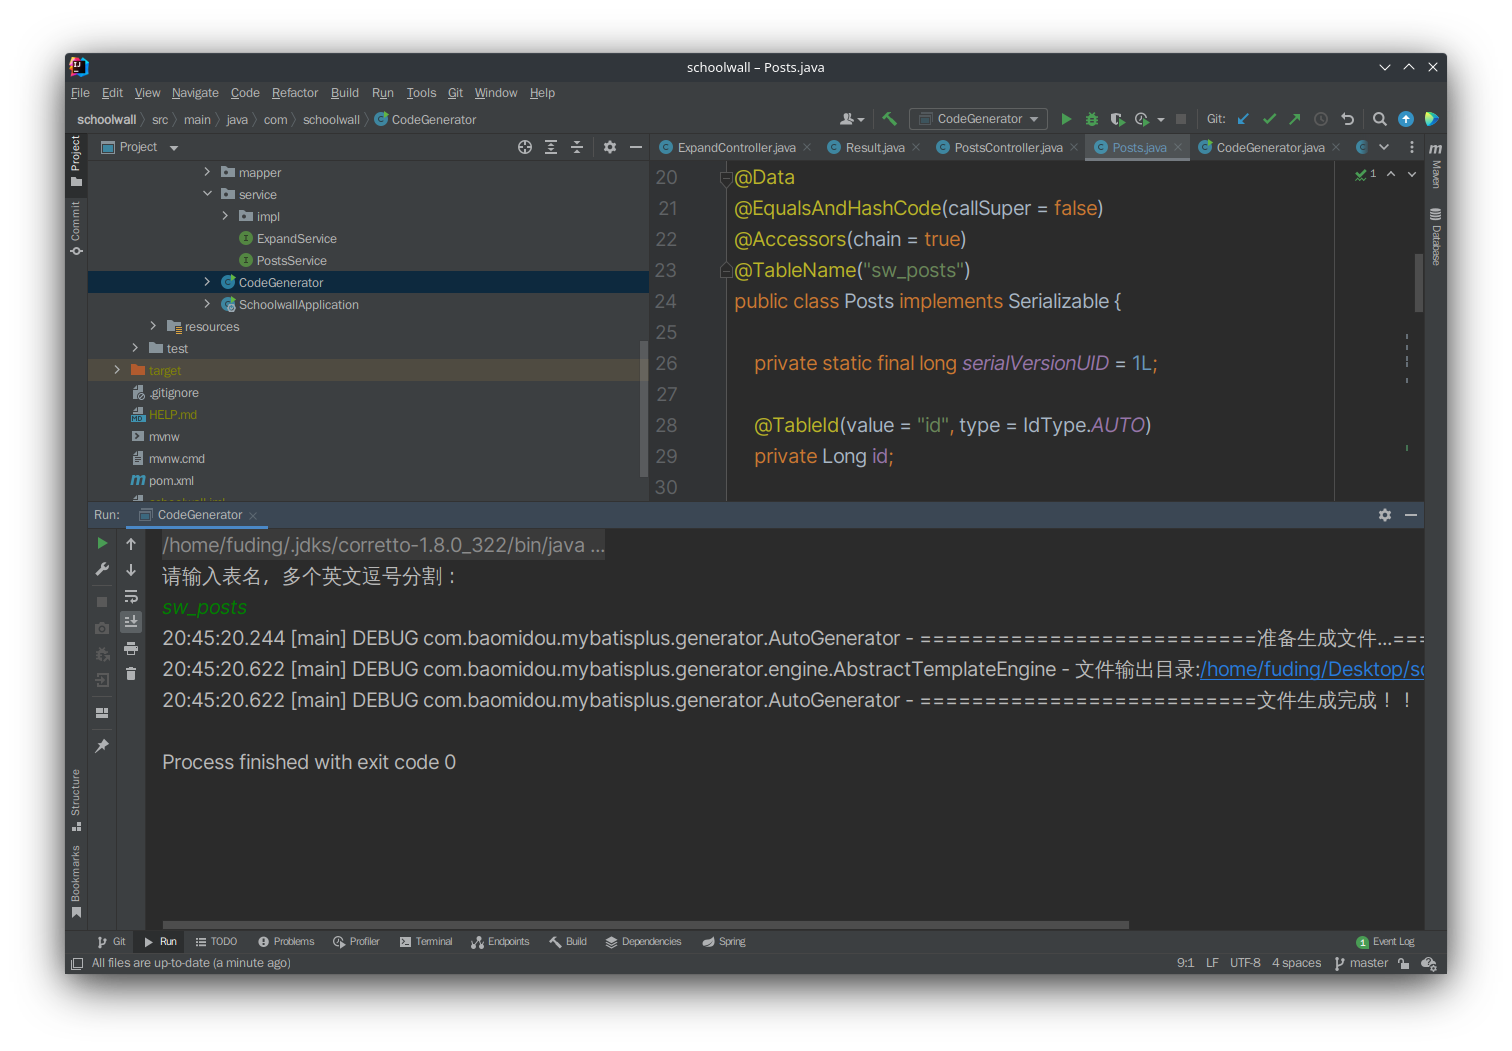 schoolwall – Posts.java
File Edit View Navigate Code Refactor Build Run Tools Git Window Help
schoolwall src main java com schoolwall CodeGenerator
CodeGenerator
Git:
Project
Commit
Structure
Bookmarks
Project
mapper
service
impl
ExpandService
PostsService
CodeGenerator
SchoolwallApplication
resources
test
target
.gitignore
HELP.md
mvnw
mvnw.cmd
pom.xml
schoolwall.iml
ExpandController.java Result.java PostsController.java Posts.java CodeGenerator.java
1
20 @Data
21 @EqualsAndHashCode(callSuper = false)
22 @Accessors(chain = true)
23 @TableName("sw_posts")
24 public class Posts implements Serializable {
25
26 private static final long serialVersionUID = 1L;
27
28 @TableId(value = "id", type = IdType.AUTO)
29 private Long id;
30
Maven
Database
Run: CodeGenerator
/home/fuding/.jdks/corretto-1.8.0_322/bin/java ...
请输入表名，多个英文逗号分割：
sw_posts
20:45:20.244 [main] DEBUG com.baomidou.mybatisplus.generator.AutoGenerator - ==========================准备生成文件...===
20:45:20.622 [main] DEBUG com.baomidou.mybatisplus.generator.engine.AbstractTemplateEngine - 文件输出目录:/home/fuding/Desktop/sc
20:45:20.622 [main] DEBUG com.baomidou.mybatisplus.generator.AutoGenerator - ==========================文件生成完成！！
Process finished with exit code 0
Git Run TODO Problems Profiler Terminal Endpoints Build Dependencies Spring
1 Event Log
All files are up-to-date (a minute ago)
9:1 LF UTF-8 4 spaces master